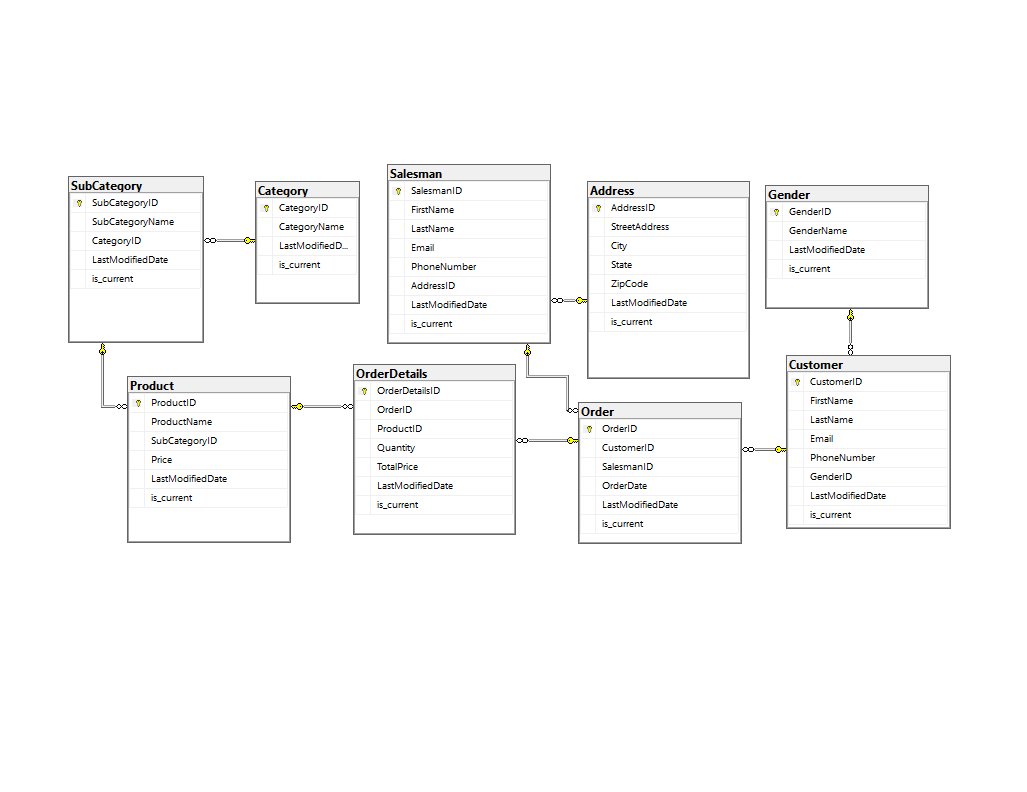 SubCategory
SubCategoryID
SubCategoryName
CategoryID
LastModifiedDate
is_current
Category
CategoryID
CategoryName
LastModifiedD...
is_current
Salesman
SalesmanID
FirstName
LastName
Email
PhoneNumber
AddressID
LastModifiedDate
is_current
Address
AddressID
StreetAddress
City
State
ZipCode
LastModifiedDate
is_current
Gender
GenderID
GenderName
LastModifiedDate
is_current
Product
ProductID
ProductName
SubCategoryID
Price
LastModifiedDate
is_current
OrderDetails
OrderDetailsID
OrderID
ProductID
Quantity
TotalPrice
LastModifiedDate
is_current
Order
OrderID
CustomerID
SalesmanID
OrderDate
LastModifiedDate
is_current
Customer
CustomerID
FirstName
LastName
Email
PhoneNumber
GenderID
LastModifiedDate
is_current